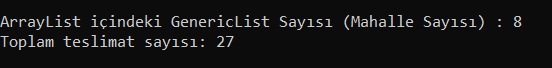 ArrayList içindeki GenericList Sayısı (Mahalle Sayısı) : 8
Toplam teslimat sayısı: 27